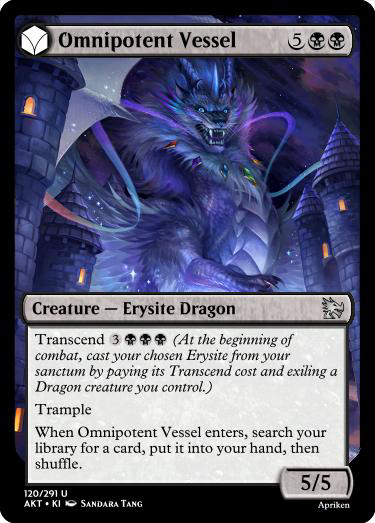 Omnipotent Vessel 5
Creature — Erysite Dragon
Transcend 3 (At the beginning of
combat, cast your chosen Erysite from your
sanctum by paying its Transcend cost and exiling a
Dragon creature you control.)
Trample
When Omnipotent Vessel enters, search your
library for a card, put it into your hand, then
shuffle.
5/5
120/291 U
AKT • KI Sandara Tang
Apriken